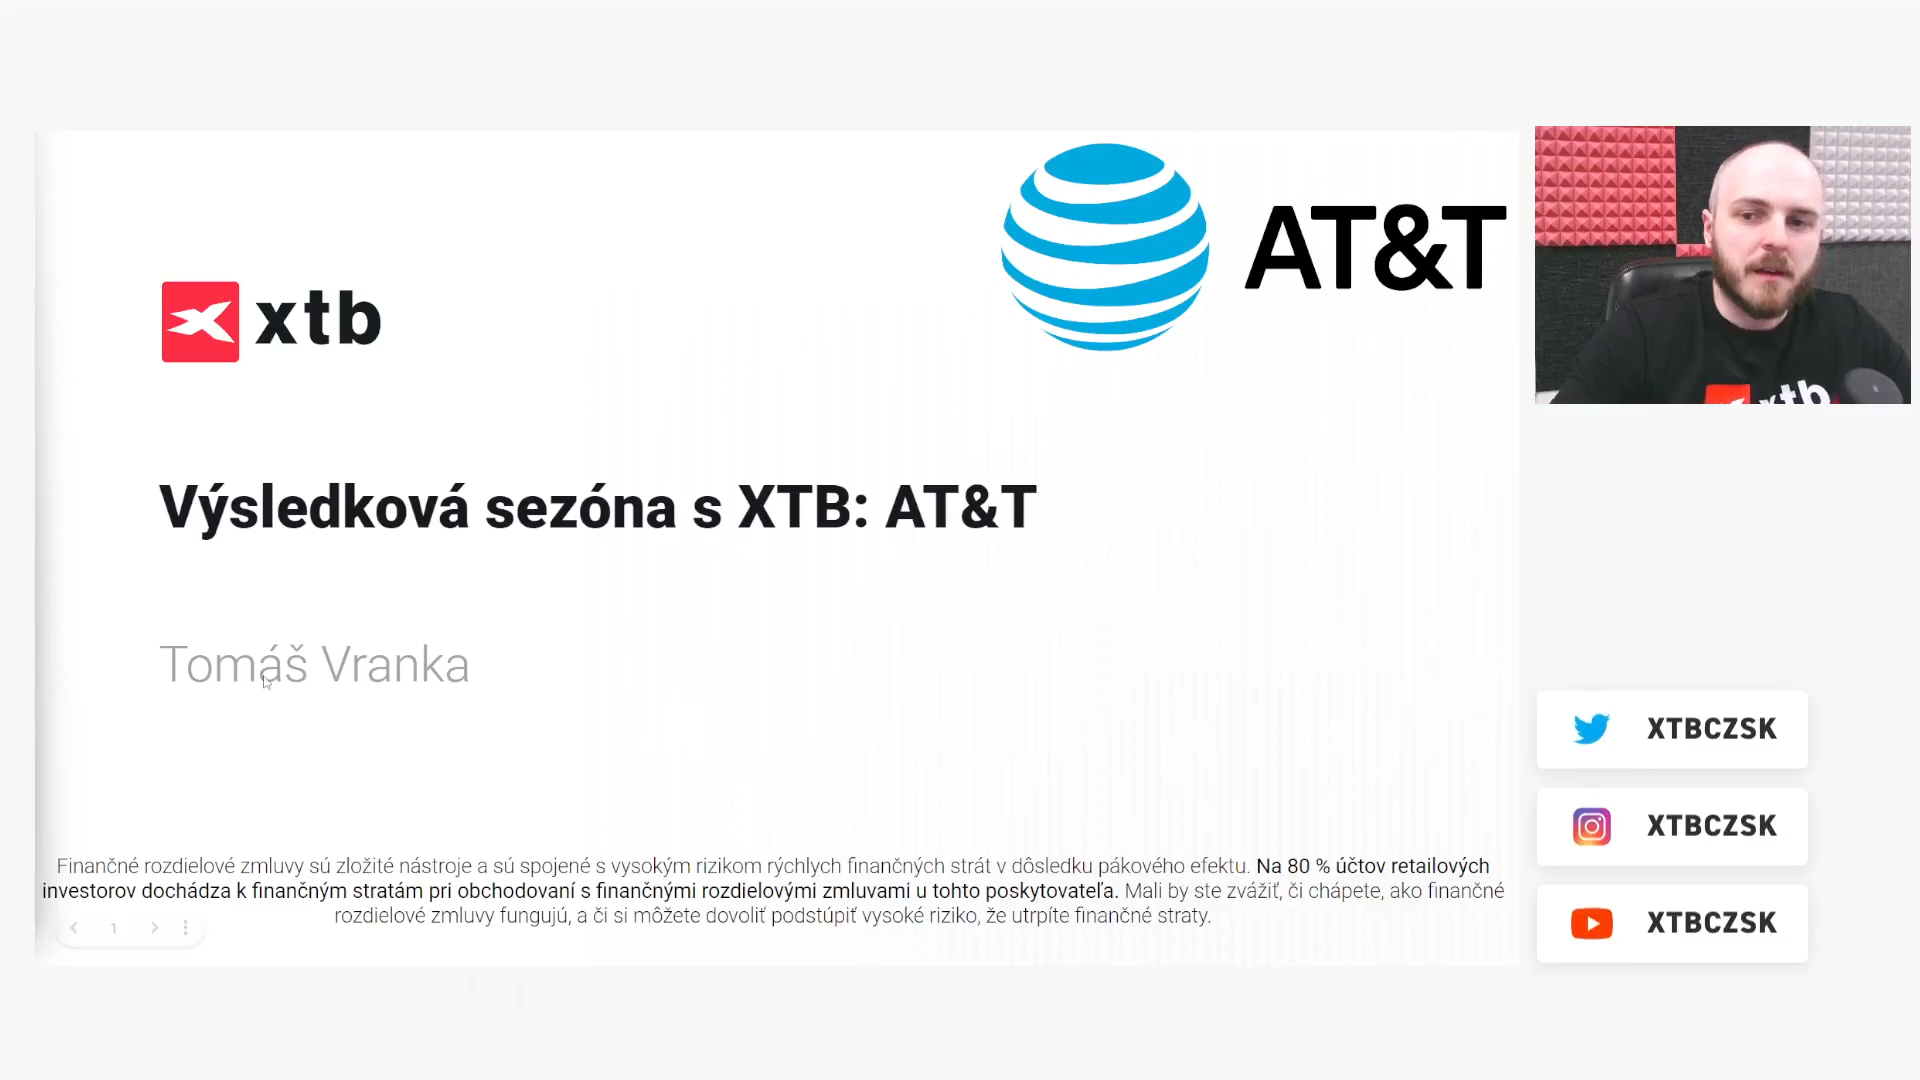 AT&T
xtb
Výsledková sezóna s XTB: AT&T
Tomáš Vranka
Finančné rozdielové zmluvy sú zložité nástroje a sú spojené s vysokým rizikom rýchlych finančných strát v dôsledku pákového efektu. Na 80 % účtov retailových
investorov dochádza k finančným stratám pri obchodovaní s finančnými rozdielovými zmluvami u tohto poskytovateľa. Mali by ste zvážiť, či chápete, ako finančné
rozdielové zmluvy fungujú, a či si môžete dovoliť podstúpiť vysoké riziko, že utrpíte finančné straty.
1
xtb
XTBCZSK
XTBCZSK
XTBCZSK